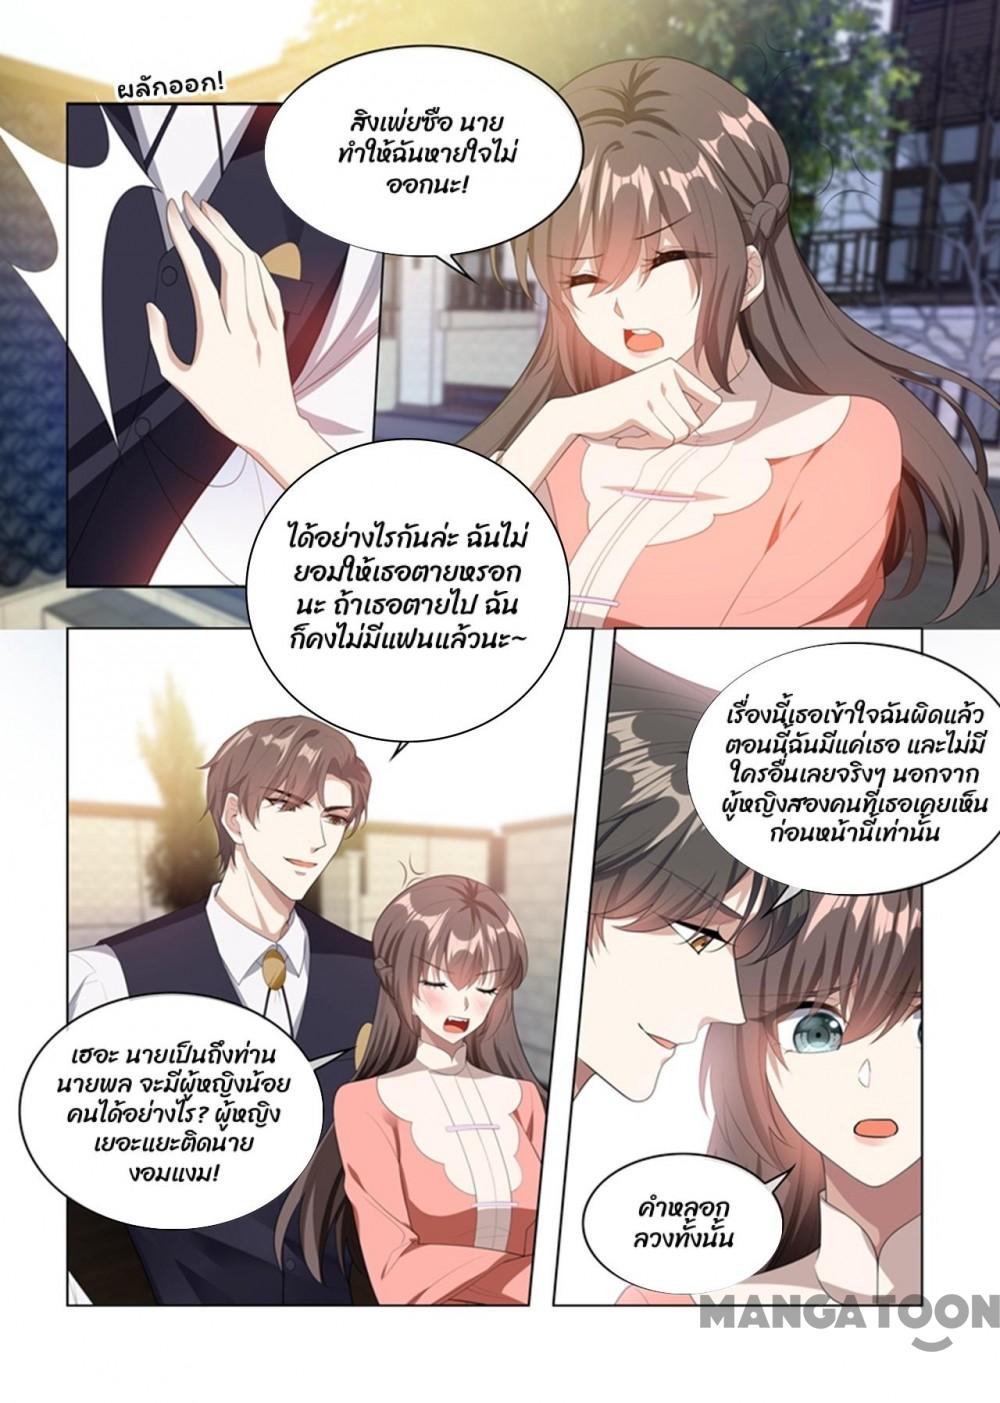 ผลักออก!
สิงเพ่ยซือ นาย
ทำให้ฉันหายใจไม่
ออกนะ!
ได้อย่างไรกันล่ะ ฉันไม่
ยอมให้เธอตายหรอก
นะ ถ้าเธอตายไป ฉัน
ก็คงไม่มีแฟนแล้วนะ~
เฮอะ นายเป็นถึงท่าน
นายพล จะมีผู้หญิงน้อย
คนได้อย่างไร? ผู้หญิง
เยอะแยะติดนาย
งอมแงม!
เรื่องนี้เธอเข้าใจฉันผิดแล้ว
ตอนนี้ฉันมีแค่เธอ และไม่มี
ใครอื่นเลยจริงๆ นอกจาก
ผู้หญิงสองคนที่เธอเคยเห็น
ก่อนหน้านี้เท่านั้น
คำหลอก
ลวงทั้งนั้น
MANGATOON